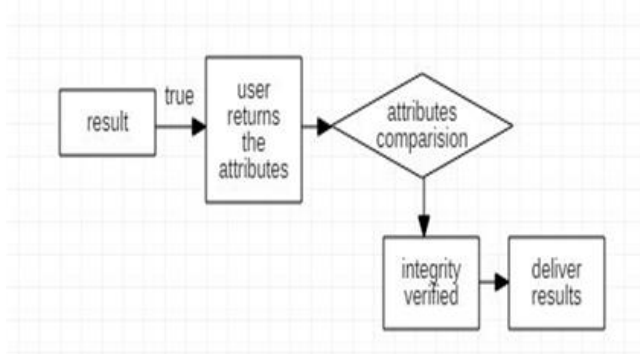 result
true
user
returns
the
attributes
attributes
comparision
integrity
verified
deliver
results